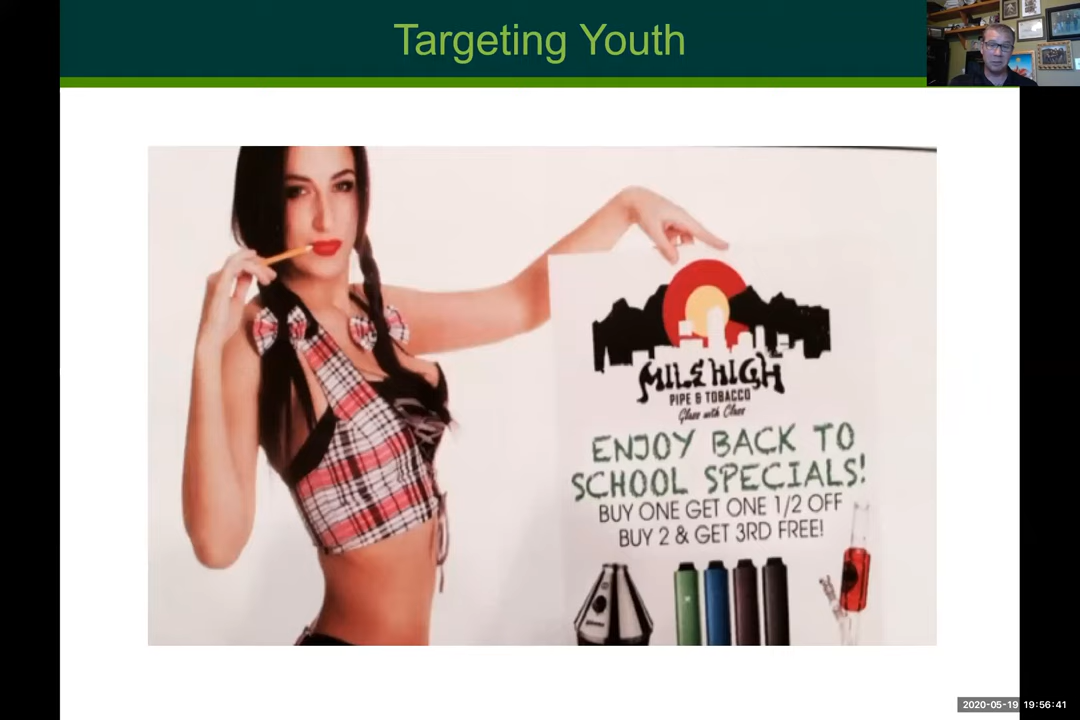 Targeting Youth
MILE HIGH
PIPE & TOBACCO
Glass with Class
ENJOY BACK TO
SCHOOL SPECIALS!
BUY ONE GET ONE 1/2 OFF
BUY 2 & GET 3RD FREE!
2020-05-19 19:56:41